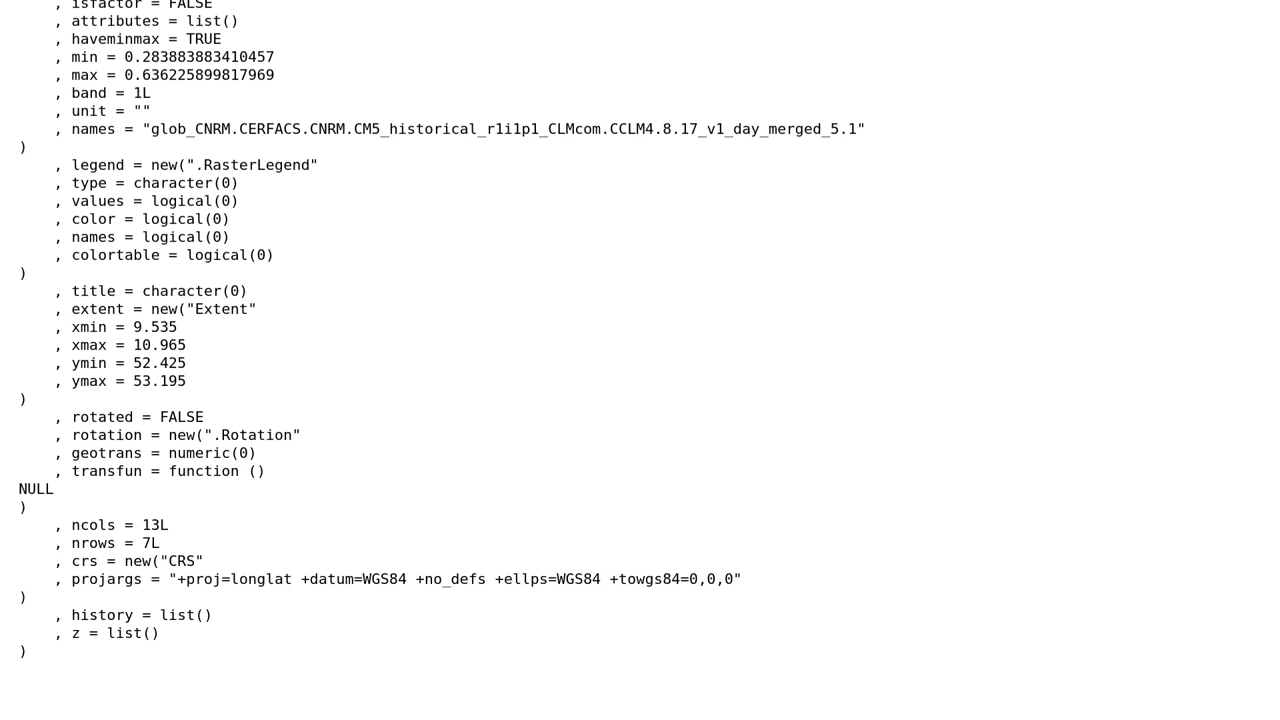 , isfactor = FALSE
, attributes = list()
, haveminmax = TRUE
, min = 0.283883883410457
, max = 0.636225899817969
, band = 1L
, unit = ""
, names = "glob_CNRM.CERFACS.CNRM.CM5_historical_r1i1p1_CLMcom.CCLM4.8.17_v1_day_merged_5.1"
)
, legend = new(".RasterLegend"
, type = character(0)
, values = logical(0)
, color = logical(0)
, names = logical(0)
, colortable = logical(0)
)
, title = character(0)
, extent = new("Extent"
, xmin = 9.535
, xmax = 10.965
, ymin = 52.425
, ymax = 53.195
)
, rotated = FALSE
, rotation = new(".Rotation"
, geotrans = numeric(0)
, transfun = function ()
NULL
)
, ncols = 13L
, nrows = 7L
, crs = new("CRS"
, projargs = "+proj=longlat +datum=WGS84 +no_defs +ellps=WGS84 +towgs84=0,0,0"
)
, history = list()
, z = list()
)